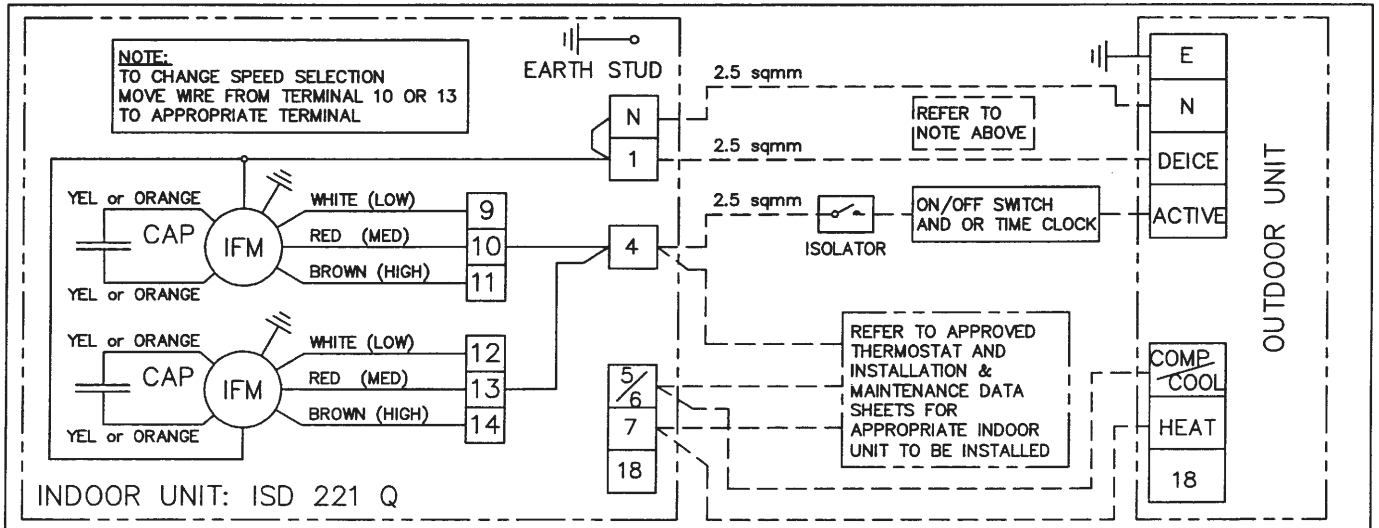 NOTE:
TO CHANGE SPEED SELECTION
MOVE WIRE FROM TERMINAL 10 OR 13
TO APPROPRIATE TERMINAL
EARTH STUD
N
1
YEL or ORANGE
CAP
YEL or ORANGE
IFM
WHITE (LOW)
RED (MED)
BROWN (HIGH)
9
10
11
4
YEL or ORANGE
CAP
YEL or ORANGE
IFM
WHITE (LOW)
RED (MED)
BROWN (HIGH)
12
13
14
5/6
7
18
INDOOR UNIT: ISD 221 Q
2.5 sqmm
REFER TO
NOTE ABOVE
2.5 sqmm
2.5 sqmm
ISOLATOR
ON/OFF SWITCH
AND OR TIME CLOCK
REFER TO APPROVED
THERMOSTAT AND
INSTALLATION &
MAINTENANCE DATA
SHEETS FOR
APPROPRIATE INDOOR
UNIT TO BE INSTALLED
E
N
DEICE
ACTIVE
COMP
COOL
HEAT
18
OUTDOOR UNIT